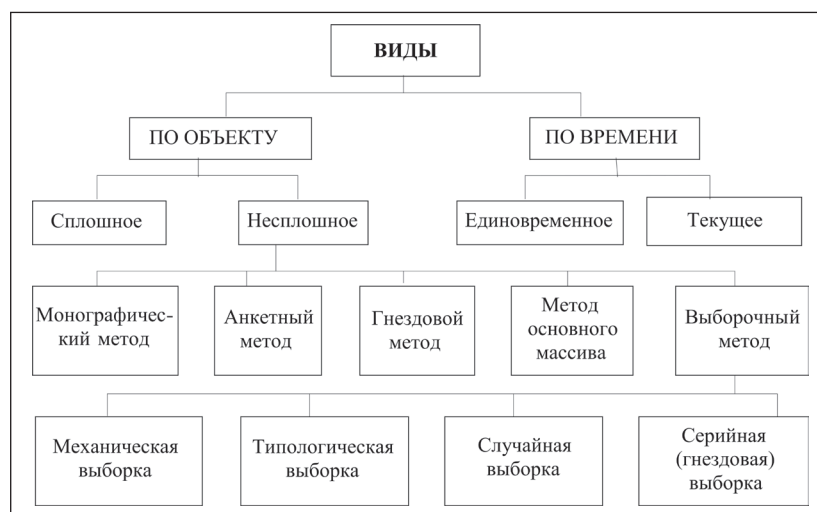 ВИДЫ
ПО ОБЪЕКТУ
ПО ВРЕМЕНИ
Сплошное
Несплошное
Единовременное
Текущее
Монографичес-
кий метод
Анкетный
метод
Гнездовой
метод
Метод
основного
массива
Выборочный
метод
Механическая
выборка
Типологическая
выборка
Случайная
выборка
Серийная
(гнездовая)
выборка